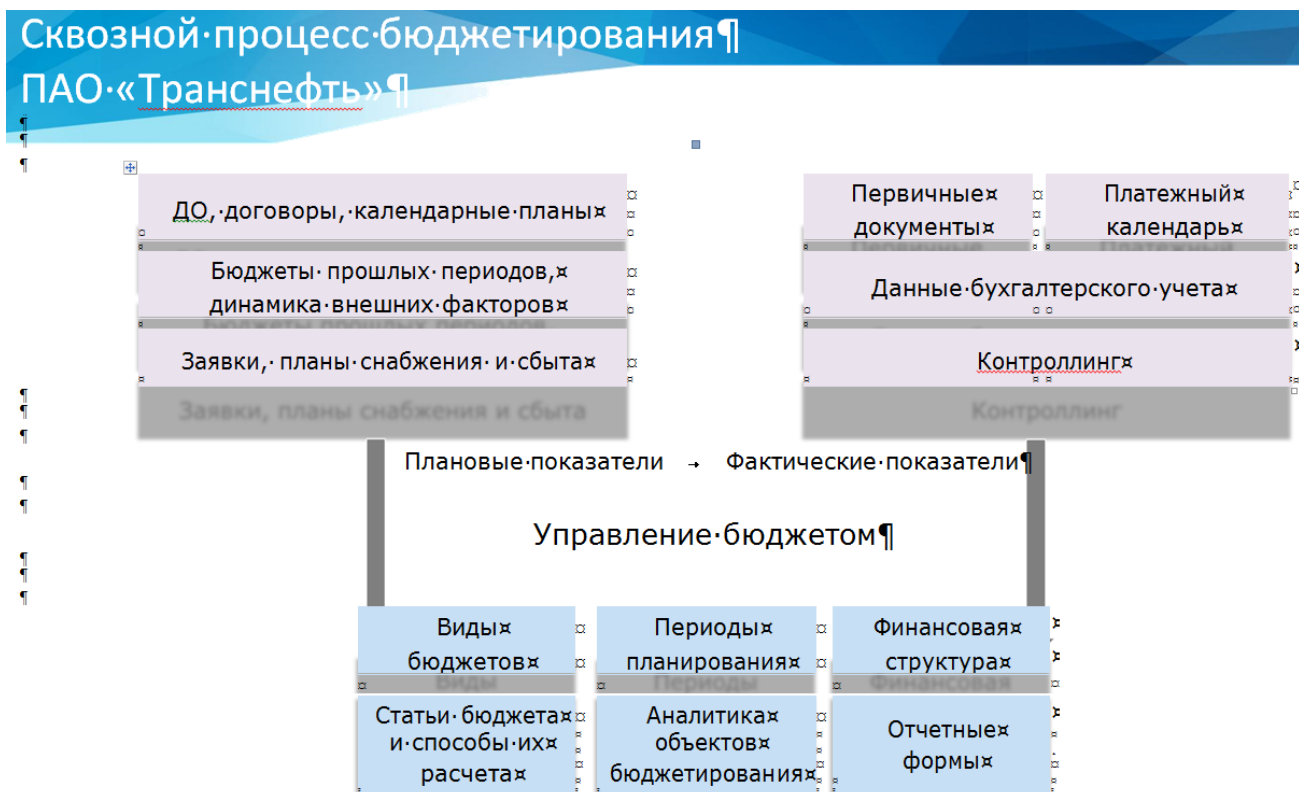 Сквозной процесс бюджетирования
ПАО «Транснефть»
ДО, договоры, календарные планы
Бюджеты прошлых периодов,
динамика внешних факторов
Заявки, планы снабжения и сбыта
Первичные
документы
Платежный
календарь
Данные бухгалтерского учета
Контроллинг
Заявки, планы снабжения и сбыта
Контроллинг
Плановые показатели → Фактические показатели
Управление бюджетом
Виды
бюджетов
Периоды
планирования
Финансовая
структура
Статьи бюджета
и способы их
расчета
Аналитика
объектов
бюджетирования
Отчетные
формы